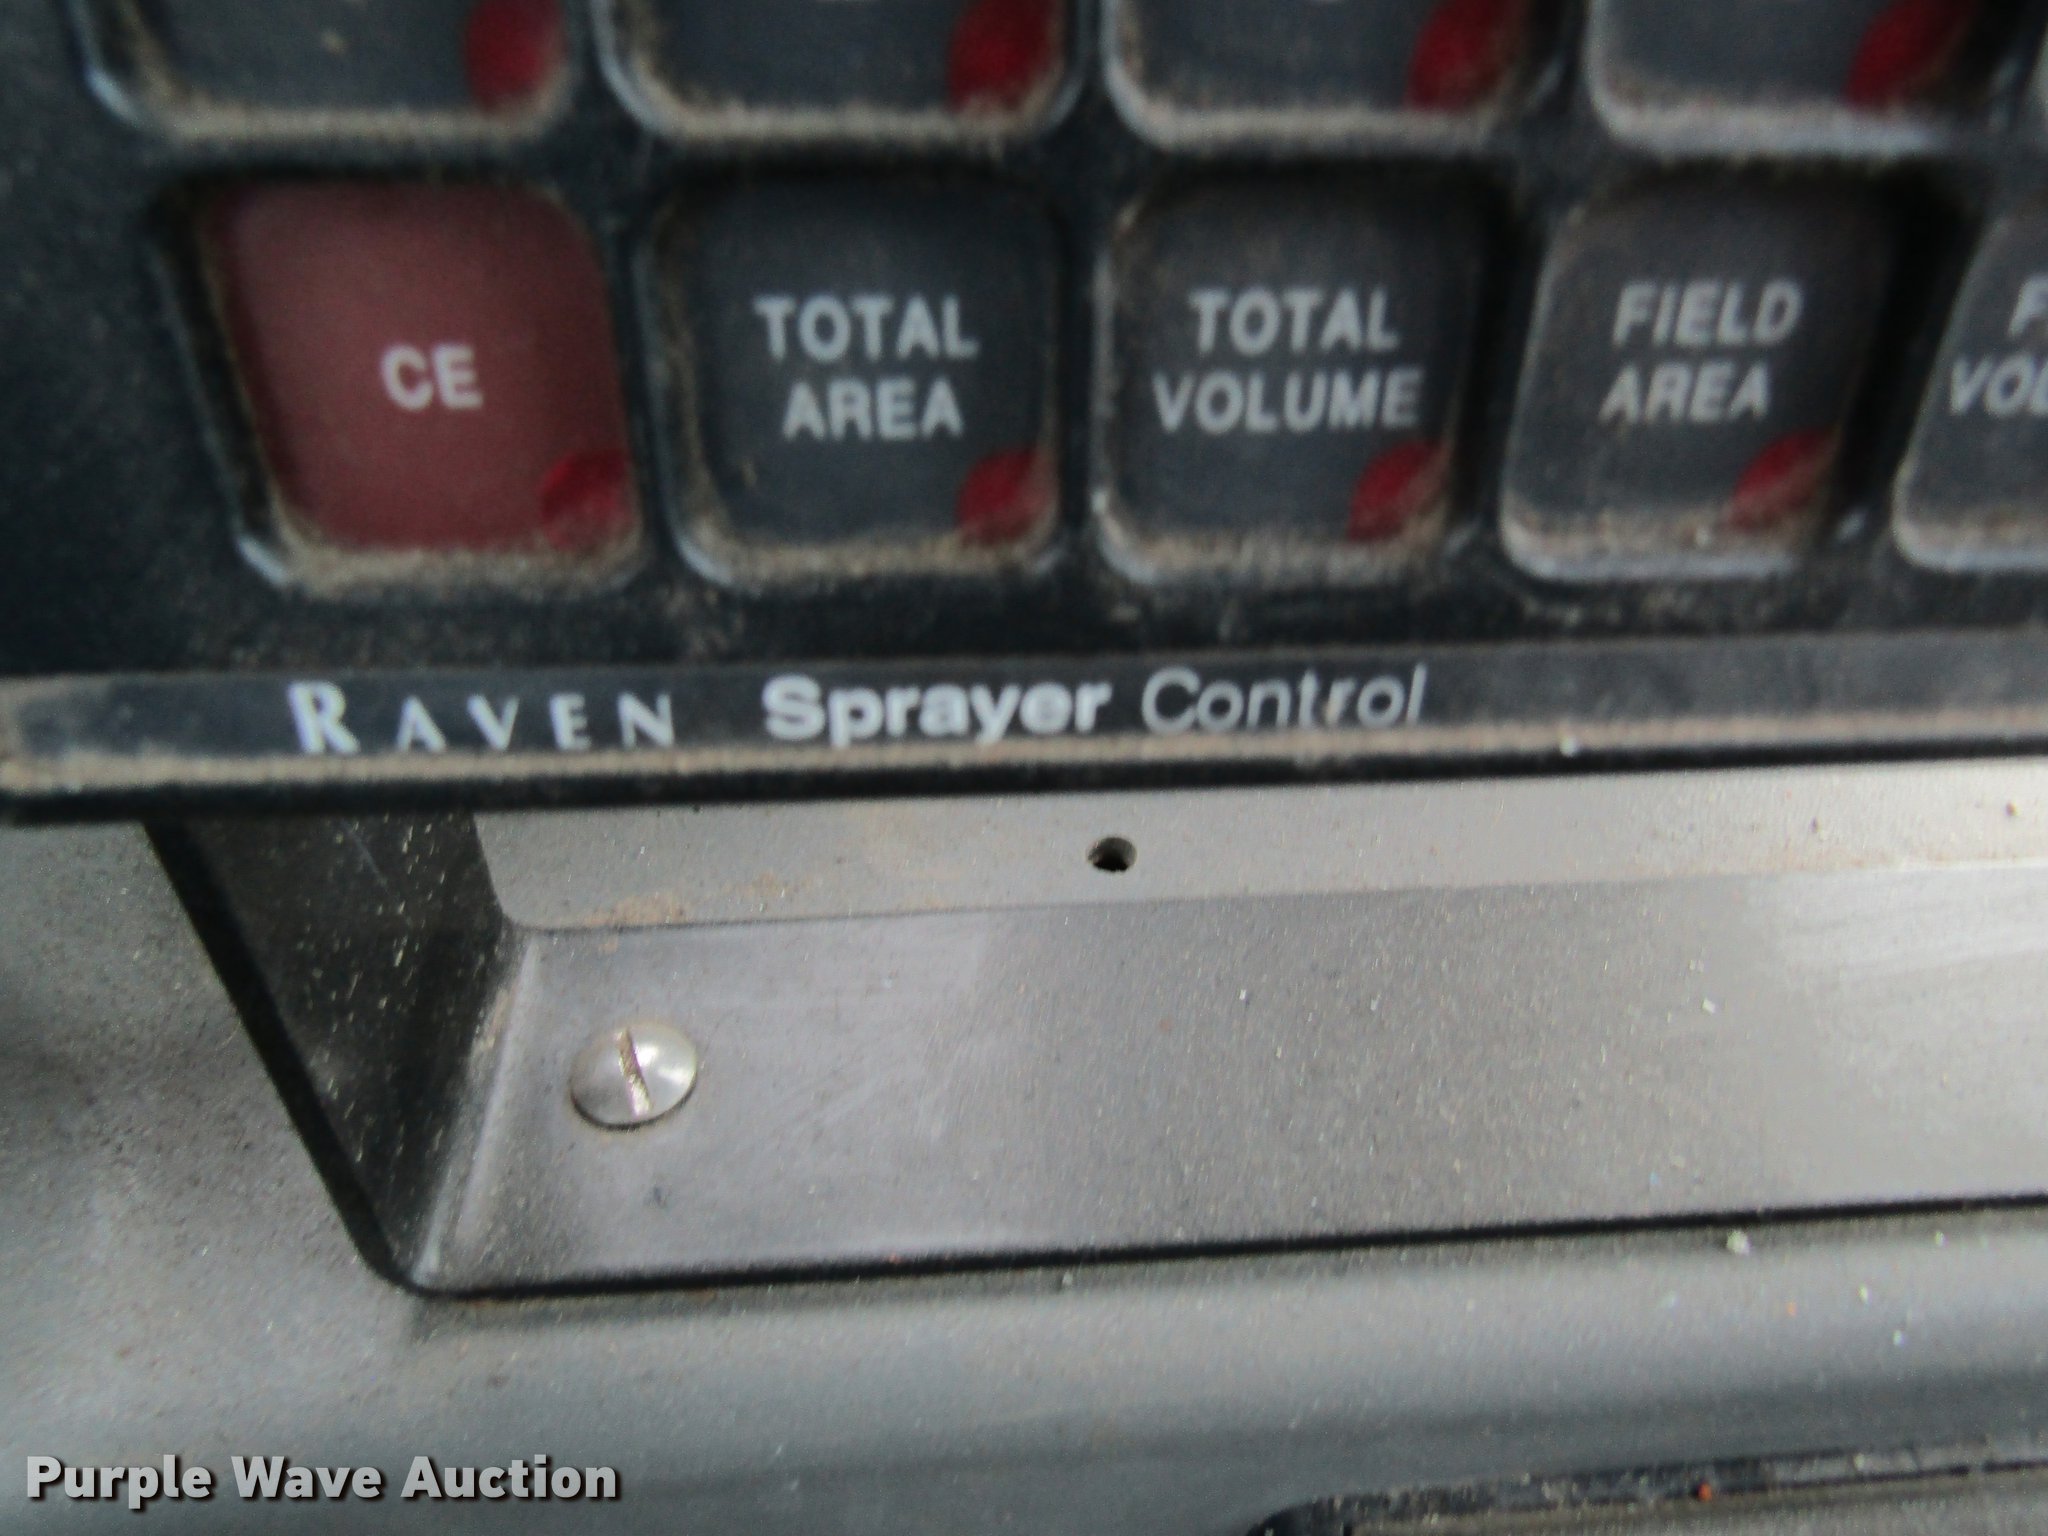 CE
TOTAL
AREA
TOTAL
VOLUME
FIELD
AREA
RAVEN Sprayer Control
Purple Wave Auction